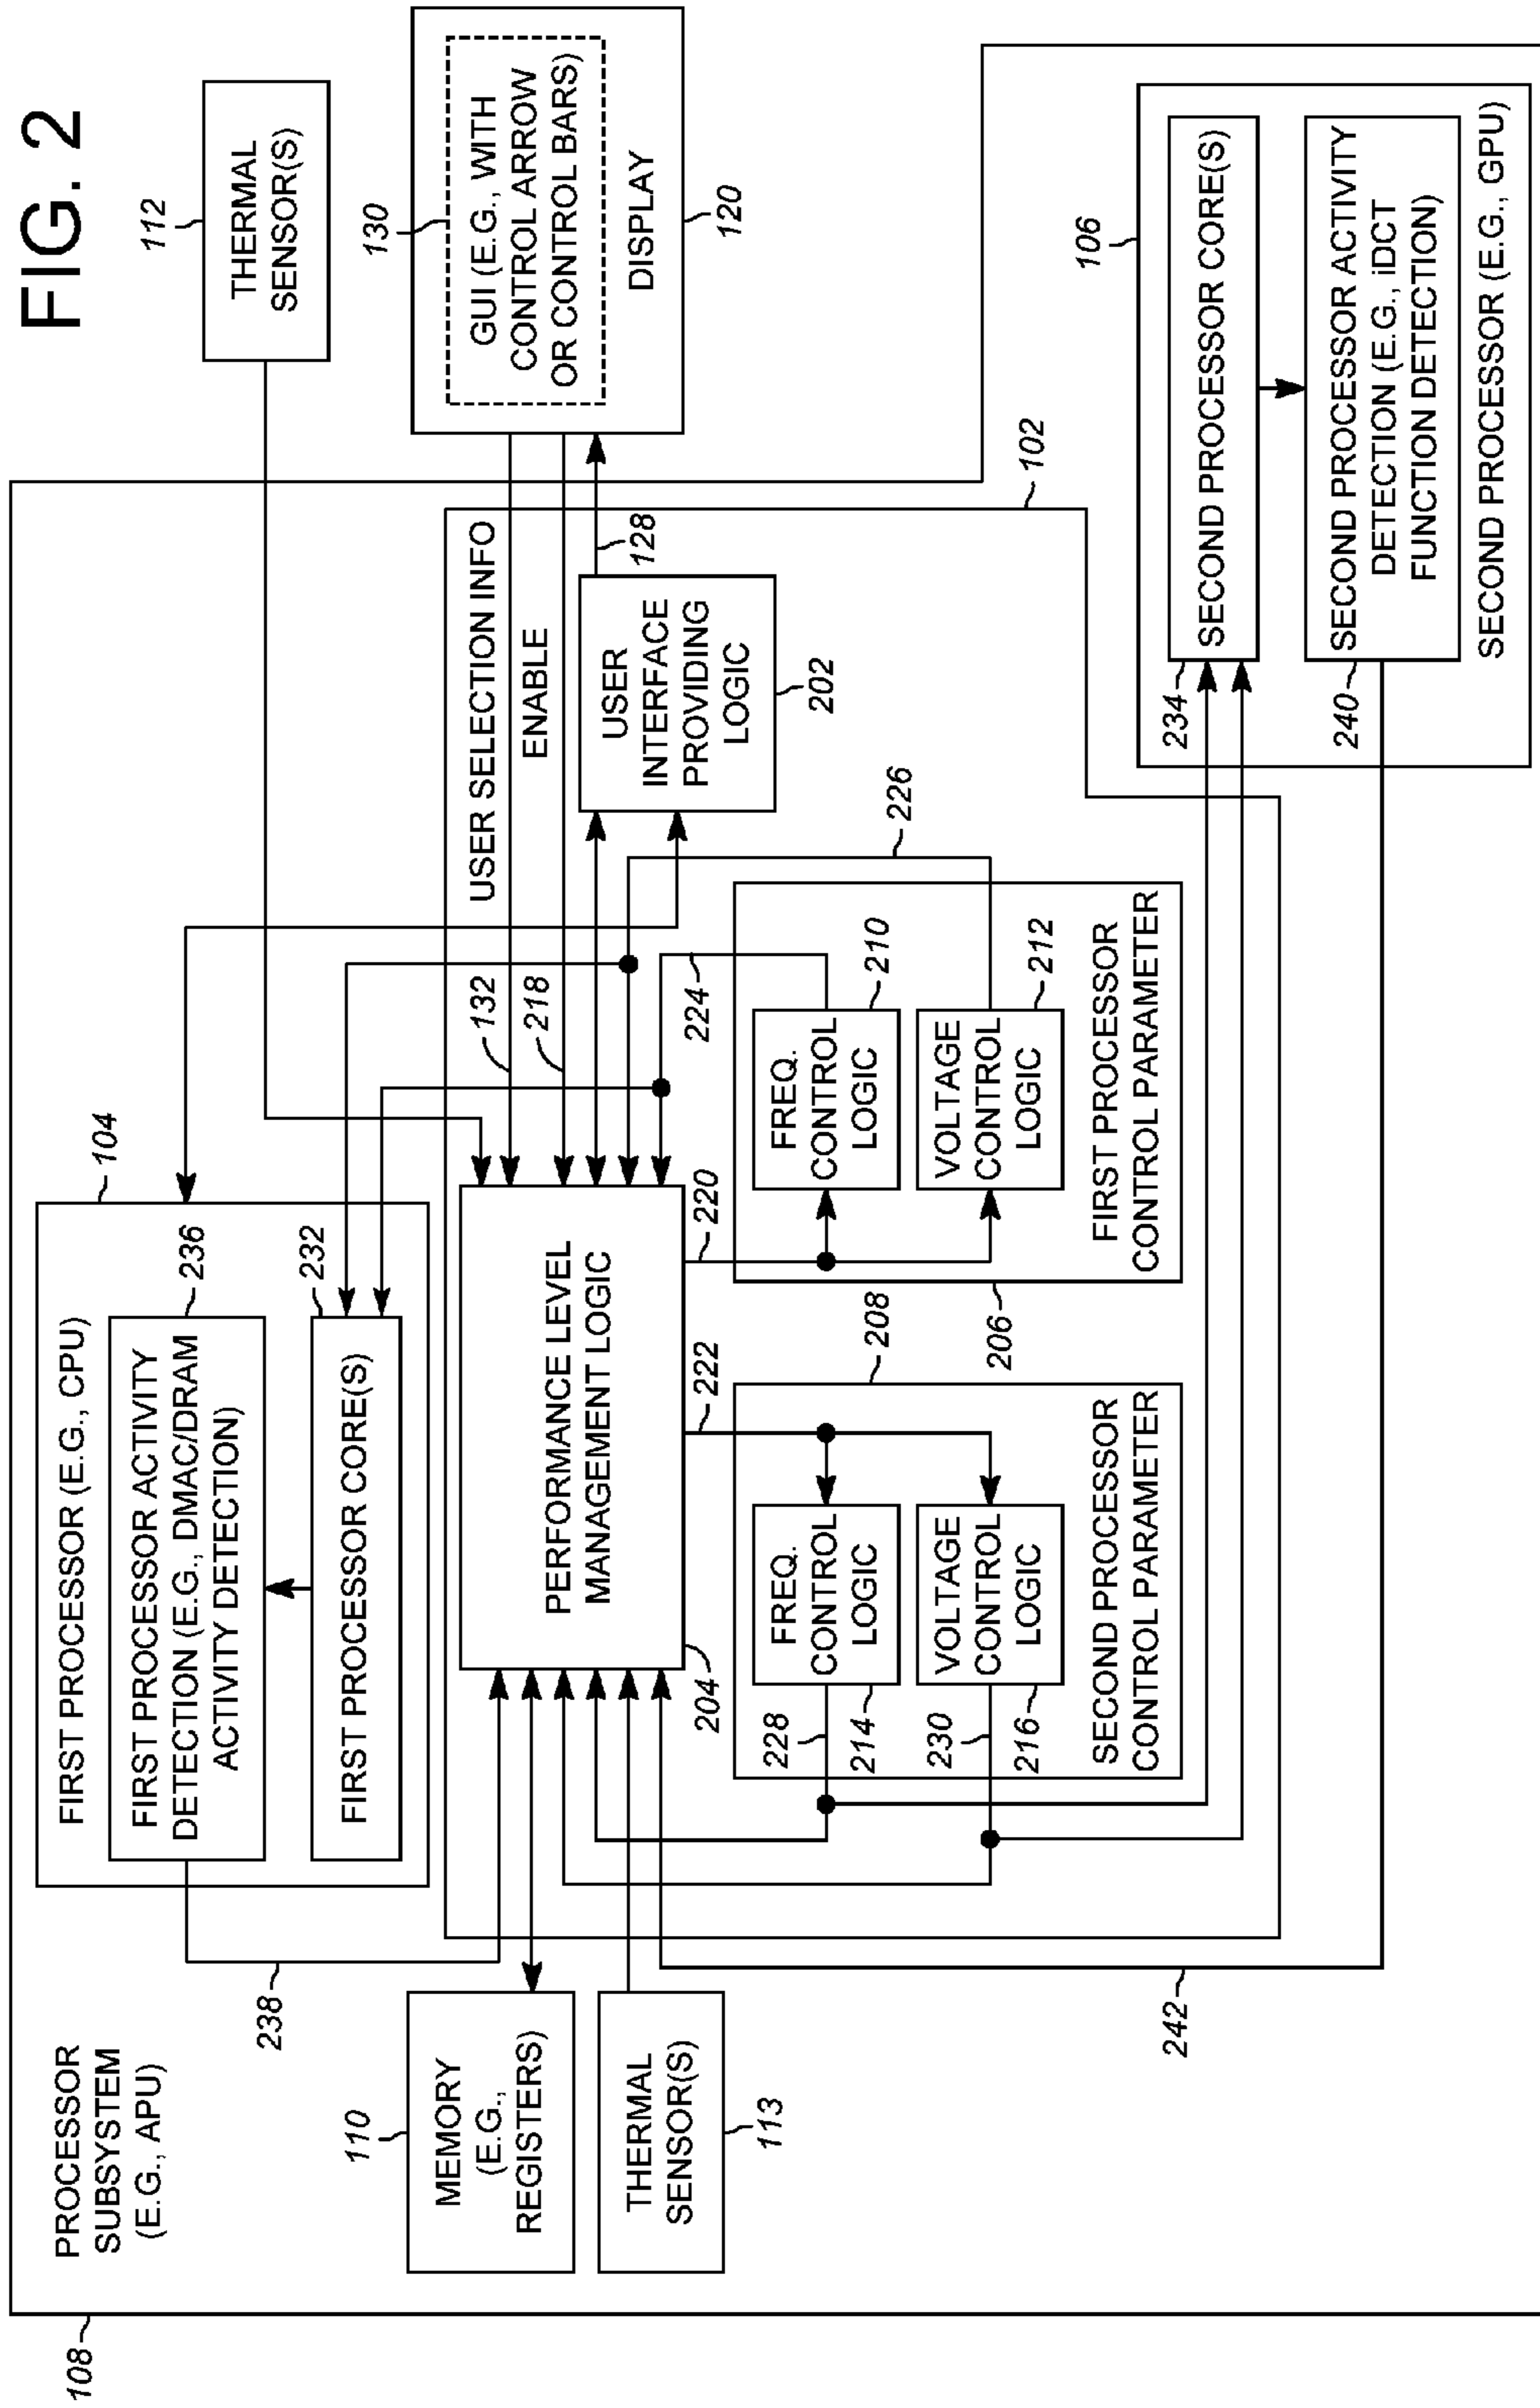 FIG. 2
PROCESSOR
SUBSYSTEM
(E.G., APU)
108
FIRST PROCESSOR (E.G., CPU)
104
FIRST PROCESSOR ACTIVITY
DETECTION (E.G., DMAC/DRAM
ACTIVITY DETECTION)
236
FIRST PROCESSOR CORE(S)
232
238
112
THERMAL
SENSOR(S)
130
GUI (E.G., WITH
CONTROL ARROW
OR CONTROL BARS)
DISPLAY
120
MEMORY
(E.G.,
REGISTERS)
110
THERMAL
SENSOR(S)
113
PERFORMANCE LEVEL
MANAGEMENT LOGIC
204
132
USER SELECTION INFO
218
ENABLE
USER
INTERFACE
PROVIDING
LOGIC
202
128
102
222
220
224
226
208
FREQ.
CONTROL
LOGIC
214
228
VOLTAGE
CONTROL
LOGIC
216
230
SECOND PROCESSOR
CONTROL PARAMETER
206
FREQ.
CONTROL
LOGIC
210
VOLTAGE
CONTROL
LOGIC
212
FIRST PROCESSOR
CONTROL PARAMETER
242
106
SECOND PROCESSOR CORE(S)
234
SECOND PROCESSOR ACTIVITY
DETECTION (E.G., iDCT
FUNCTION DETECTION)
240
SECOND PROCESSOR (E.G., GPU)